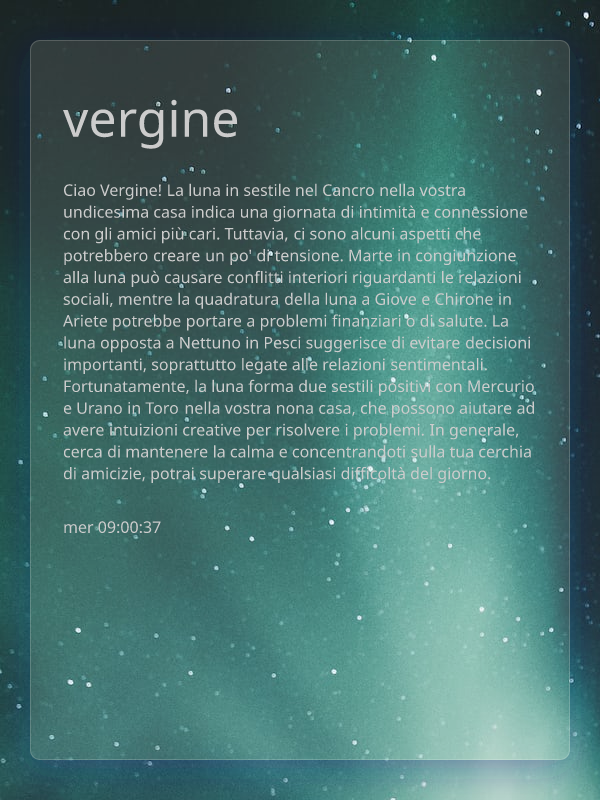 vergine
Ciao Vergine! La luna in sestile nel Cancro nella vostra
undicesima casa indica una giornata di intimità e connessione
con gli amici più cari. Tuttavia, ci sono alcuni aspetti che
potrebbero creare un po' di tensione. Marte in congiunzione
alla luna può causare conflitti interiori riguardanti le relazioni
sociali, mentre la quadratura della luna a Giove e Chirone in
Ariete potrebbe portare a problemi finanziari o di salute. La
luna opposta a Nettuno in Pesci suggerisce di evitare decisioni
importanti, soprattutto legate alle relazioni sentimentali.
Fortunatamente, la luna forma due sestili positivi con Mercurio
e Urano in Toro nella vostra nona casa, che possono aiutare ad
avere intuizioni creative per risolvere i problemi. In generale,
cerca di mantenere la calma e concentrandoti sulla tua cerchia
di amicizie, potrai superare qualsiasi difficoltà del giorno.
mer 09:00:37